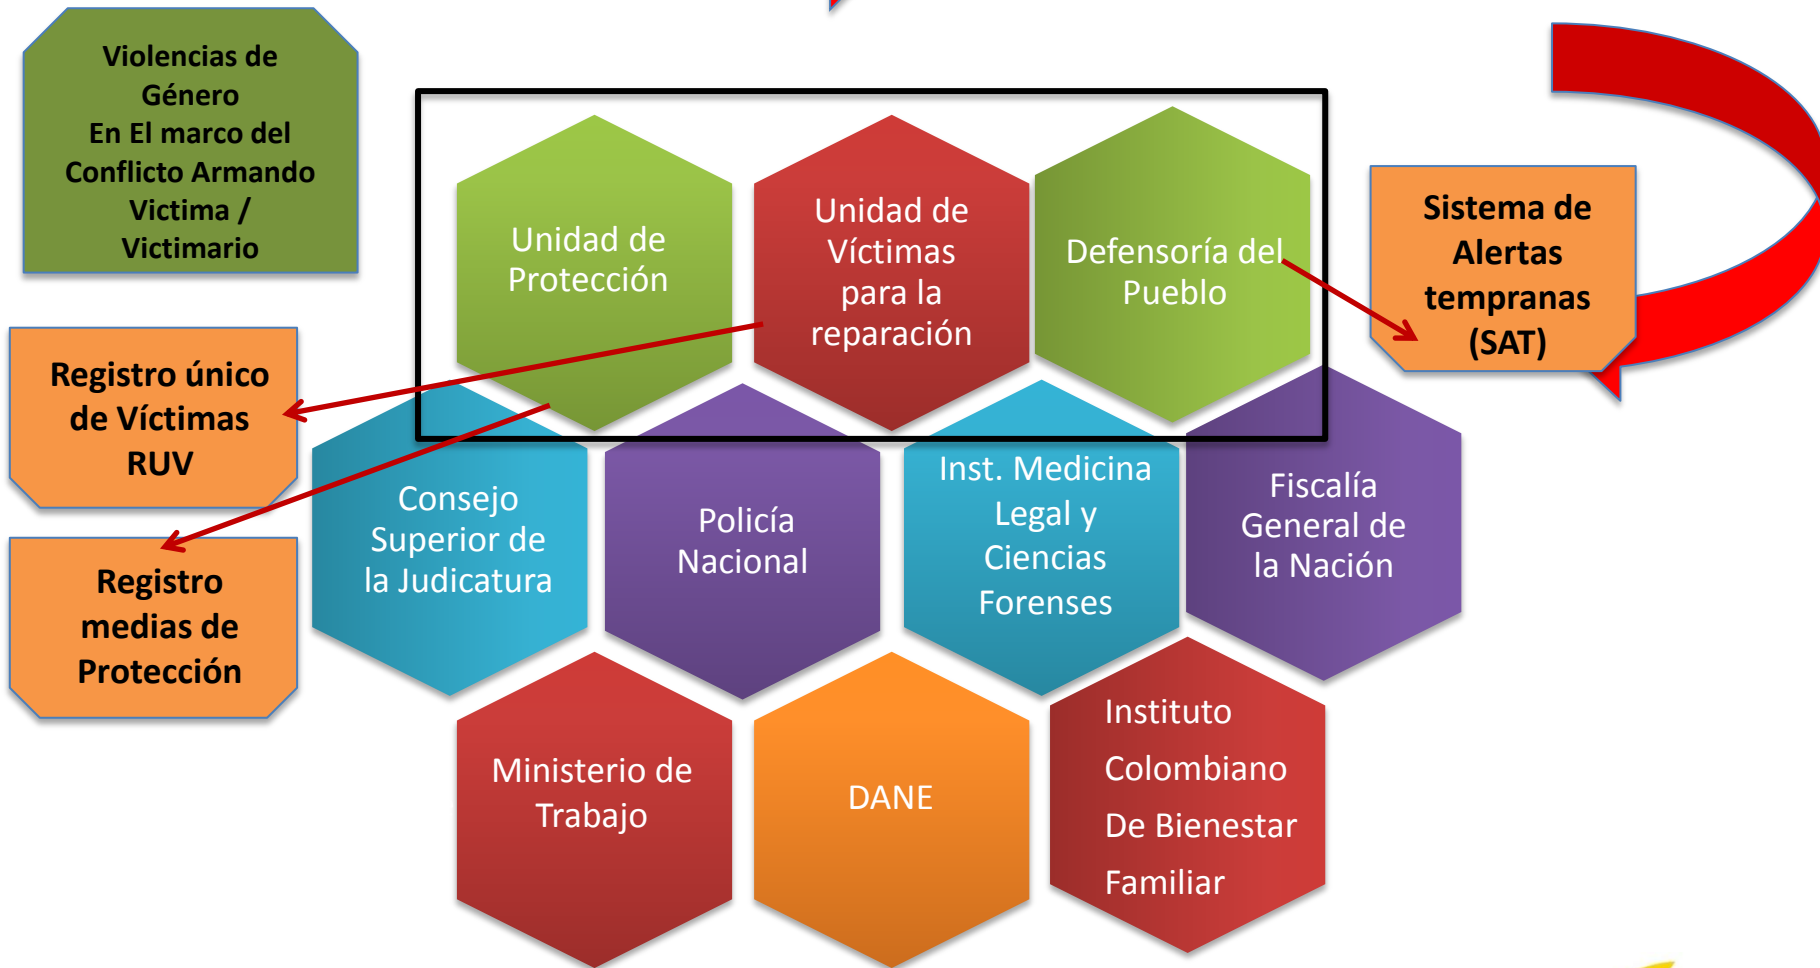 Violencias de
Género
En El marco del
Conflicto Armando
Victima /
Victimario
Unidad de
Protección
Unidad de
Víctimas
para la
reparación
Defensoría del
Pueblo
Sistema de
Alertas
tempranas
(SAT)
Registro único
de Víctimas
RUV
Registro
medias de
Protección
Consejo
Superior de
la Judicatura
Policía
Nacional
Inst. Medicina
Legal y
Ciencias
Forenses
Fiscalía
General de
la Nación
Ministerio de
Trabajo
DANE
Instituto
Colombiano
De Bienestar
Familiar